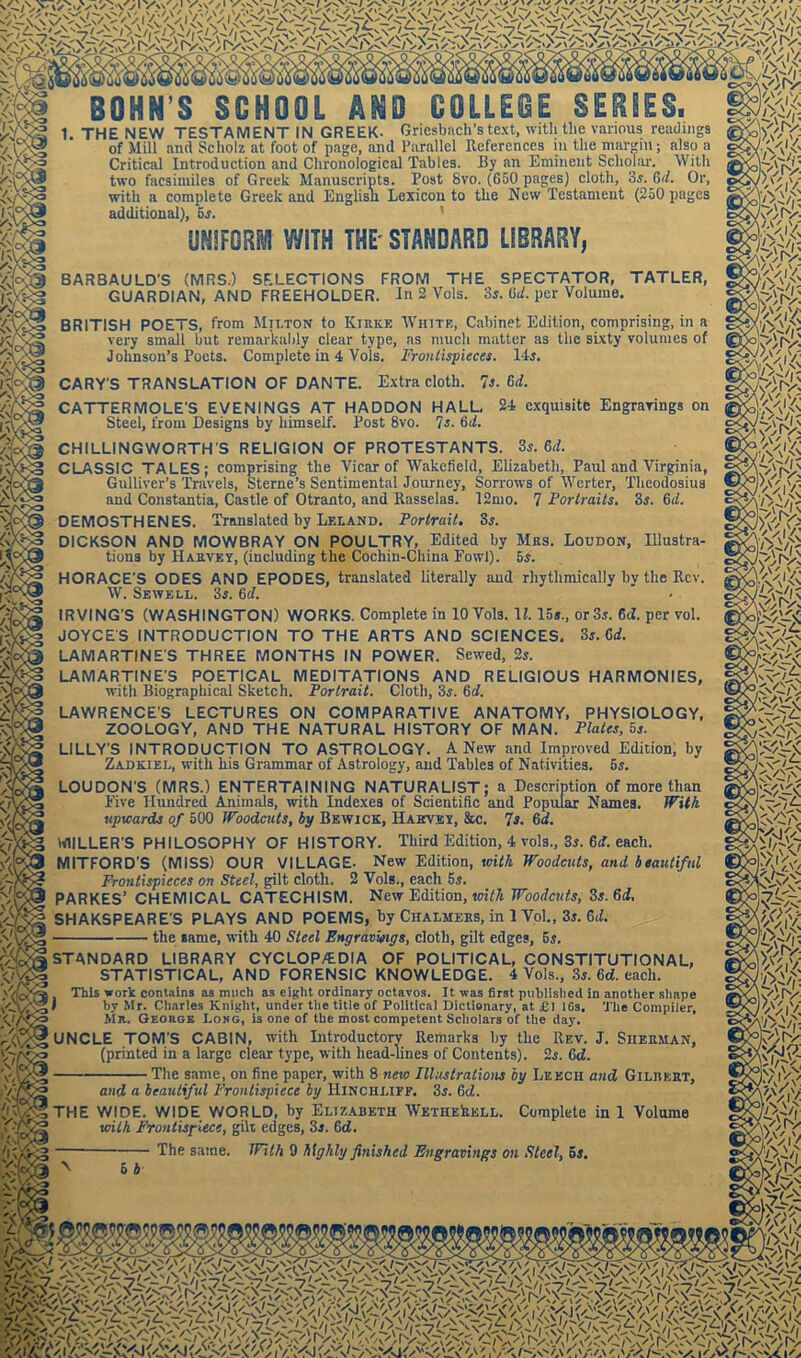 BOHN'S SCHOOL AND COLLEGE SERIES.
1. THE NEW TESTAMENT IN GREEK. Griesbach's text, with the various readings
of Mill and Scholz at foot of page, and Parallel References in the margin; also a
Critical Introduction and Chronological Tables. By an Eminent Scholar. With
two facsimiles of Greek Manuscripts. Post 8vo. (650 pages) cloth, 3s. 6d. Or,
with a complete Greek and English Lexicon to the New Testament (250 pages
additional), 5s.
UNIFORM WITH THE STANDARD LIBRARY,
BARBAULD'S (MRS.) SELECTIONS FROM THE SPECTATOR, TATLER,
GUARDIAN, AND FREEHOLDER. In 2 Vols. 3s. 6d. per Volume.
BRITISH POETS, from MILTON to KIRKE WHITE, Cabinet Edition, comprising, in a
very small but remarkably clear type, as much matter as the sixty volumes of
Johnson's Poets. Complete in 4 Vols. Frontispieces. 14s.
CARY'S TRANSLATION OF DANTE. Extra cloth. 7s. 6d.
CATTERMOLE'S EVENINGS AT HADDON HALL. 24 exquisite Engravings on
Steel, from Designs by himself. Post 8vo. 7s. 6d.
CHILLINGWORTH'S RELIGION OF PROTESTANTS. 3s. 6d.
CLASSIC TALES; comprising the Vicar of Wakefield, Elizabeth, Paul and Virginia,
Gulliver's Travels, Sterne's Sentimental Journey, Sorrows of Werter, Theodosius
and Constantia, Castle of Otranto, and Rasselas. 12mo. 7 Portraits. 3s. 6d.
DEMOSTHENES. Translated by LELAND. Portrait. 3s.
DICKSON AND MOWBRAY ON POULTRY, Edited by MRS. LOUDON, Illustra-
tions by HARVEY, (including the Cochin-China Fowl). 5s.
HORACE'S ODES AND EPODES, translated literally and rhythmically by the Rev.
W. SEWELL. 3s. 6d.
IRVING'S (WASHINGTON) WORKS. Complete in 10 Vols. 1l. 15s., or 3s. 6d. per vol.
JOYCE'S INTRODUCTION TO THE ARTS AND SCIENCES. 3s. 6d.
LAMARTINE'S THREE MONTHS IN POWER. Sewed, 2s.
LAMARTINE'S POETICAL MEDITATIONS AND RELIGIOUS HARMONIES,
with Biographical Sketch. Portrait. Cloth, 3s. 6d.
LAWRENCE'S LECTURES ON COMPARATIVE ANATOMY, PHYSIOLOGY,
ZOOLOGY, AND THE NATURAL HISTORY OF MAN. Plates, 5s.
LILLY'S INTRODUCTION TO ASTROLOGY. A New and Improved Edition, by
ZADKIEL, with his Grammar of Astrology, and Tables of Nativities. 5s.
LOUDON'S (MRS.) ENTERTAINING NATURALIST; a Description of more than
Five Hundred Animals, with Indexes of Scientific and Popular Names. With
upwards of 500 Woodcuts, by BEWICK, HARVEY, &c. 7s. 6d.
MILLER'S PHILOSOPHY OF HISTORY. Third Edition, 4 vols., 3s. 6d. each.
MITFORD'S (MISS) OUR VILLAGE. New Edition, with Woodcuts, and beautiful
Frontispieces on Steel, gilt cloth. 2 Vols., each 5s.
PARKES' CHEMICAL CATECHISM. New Edition, with Woodcuts, 3s. 6d.
SHAKSPEARE'S PLAYS AND POEMS, by CHALMERS, in 1 Vol., 3s. 6d.
——— the same, with 40 Steel Engravings, cloth, gilt edges, 5s.
STANDARD LIBRARY CYCLOPÆDIA OF POLITICAL, CONSTITUTIONAL,
STATISTICAL, AND FORENSIC KNOWLEDGE. 4 Vols., 3s. 6d. each.
This work contains as much as eight ordinary octavos. It was first published in another shape
by Mr. Charles Knight, under the title of Political Dictionary, at £1 16s. The Compiler,
MR. GEORGE LONG, is one of the most competent Scholars of the day.
UNCLE TOM'S CABIN, with Introductory Remarks by the REV. J. SHERMAN,
(printed in a large clear type, with head-lines of Contents). 2s. 6d.
——— The same, on fine paper, with 8 new Illustrations by LEECH and GILBERT,
and a beautiful Frontispiece by HINCHLIFF. 3s. 6d.
THE WIDE, WIDE WORLD, by ELIZABETH WETHERELL. Complete in 1 Volume
with Frontispiece, gilt edges, 3s. 6d.
——— The same. With 9 highly finished Engravings on Steel, 5s.
5 b